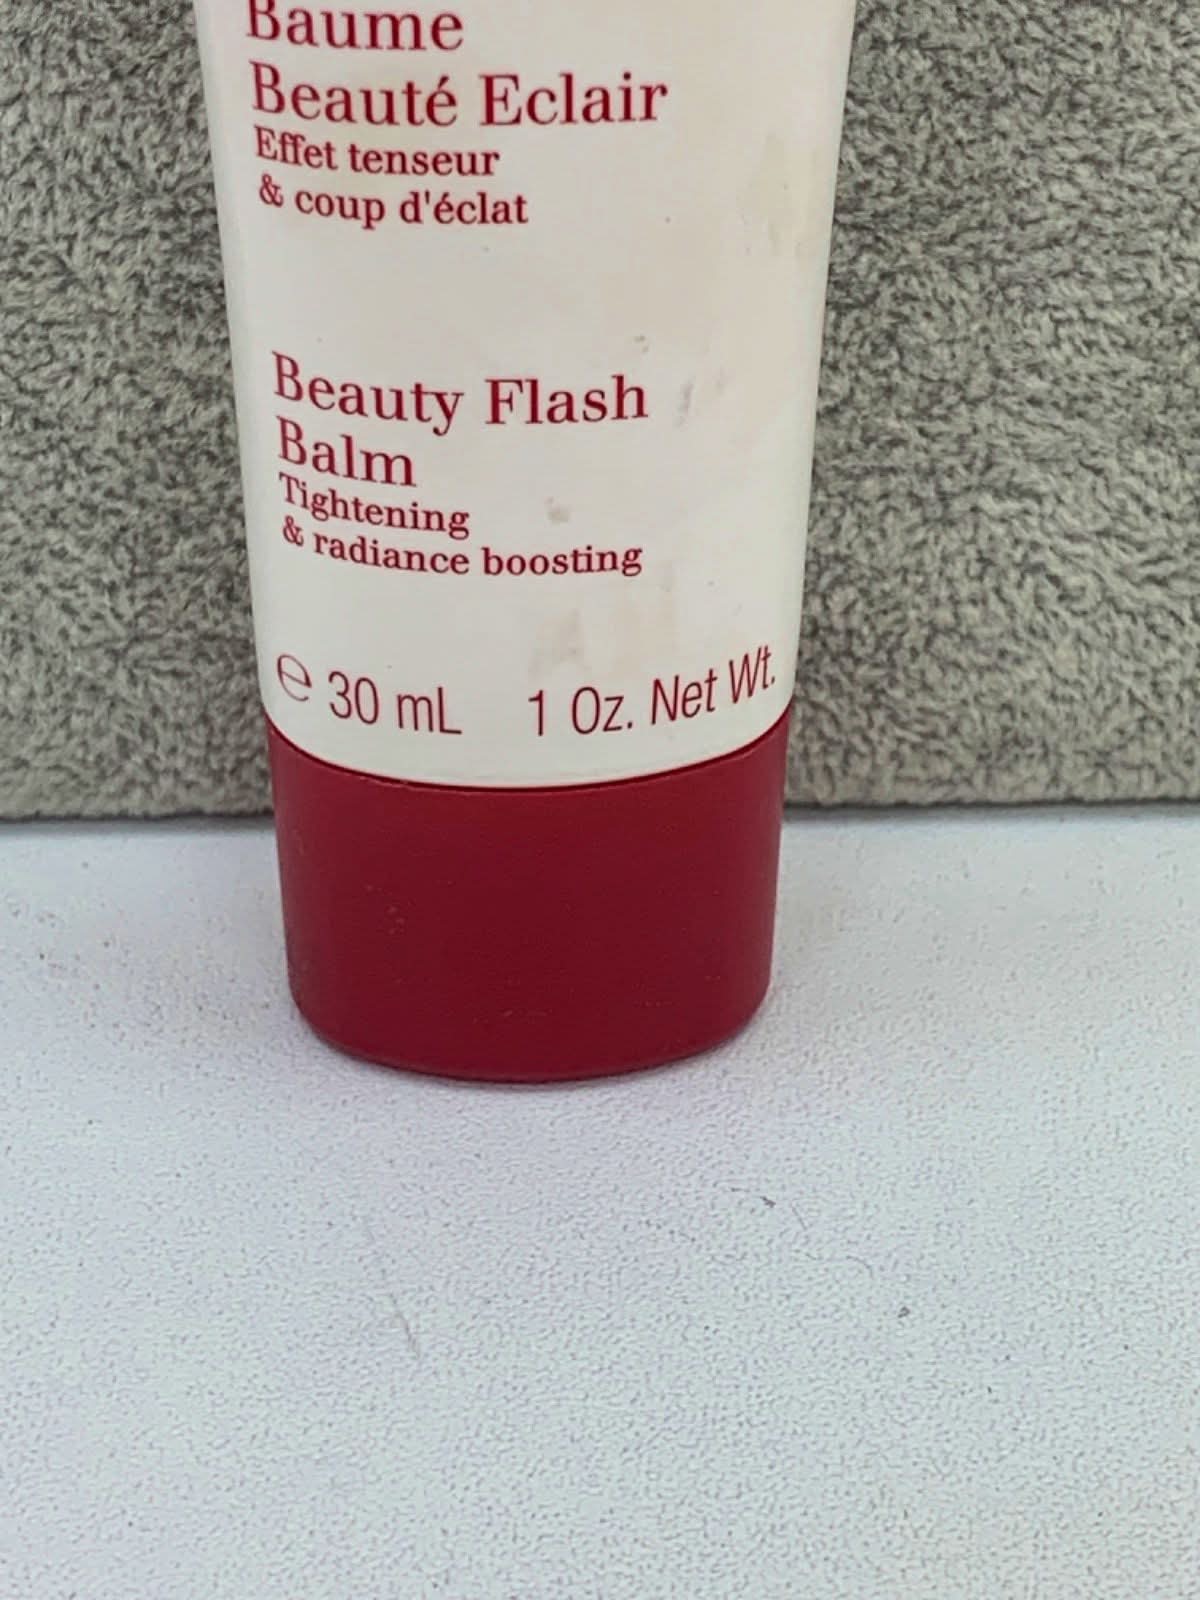 Baume
Beauté Eclair
Effet tenseur
& coup d'éclat
Beauty Flash
Balm
Tightening
& radiance boosting
℮ 30 mL 1 Oz. Net Wt.